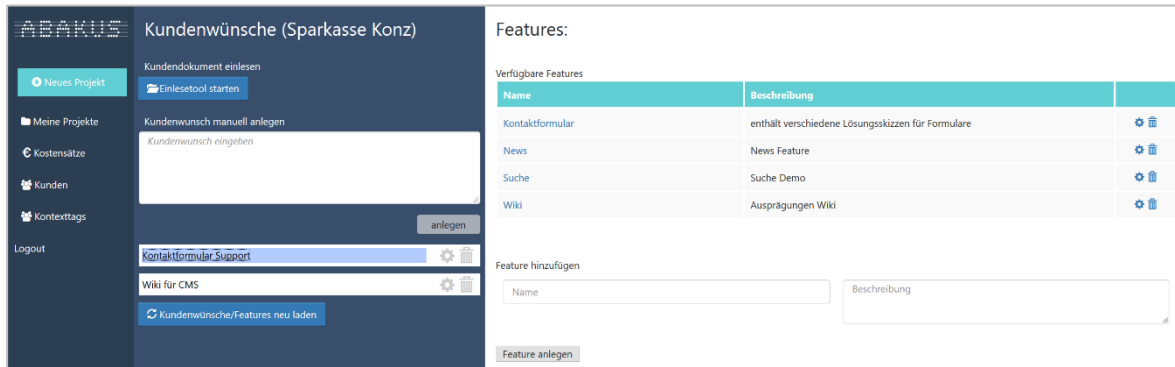 ABAKUS
Neues Projekt
Meine Projekte
€ Kostensätze
Kunden
Kontexttags
Logout
Kundenwünsche (Sparkasse Konz)
Kundendokument einlesen
Einlesetool starten
Kundenwunsch manuell anlegen
Kundenwunsch eingeben
anlegen
Kontaktformular Support
Wiki für CMS
Kundenwünsche/Features neu laden
Features:
Verfügbare Features
Name Beschreibung
Kontaktformular enthält verschiedene Lösungsskizzen für Formulare
News News Feature
Suche Suche Demo
Wiki Ausprägungen Wiki
Feature hinzufügen
Name Beschreibung
Feature anlegen